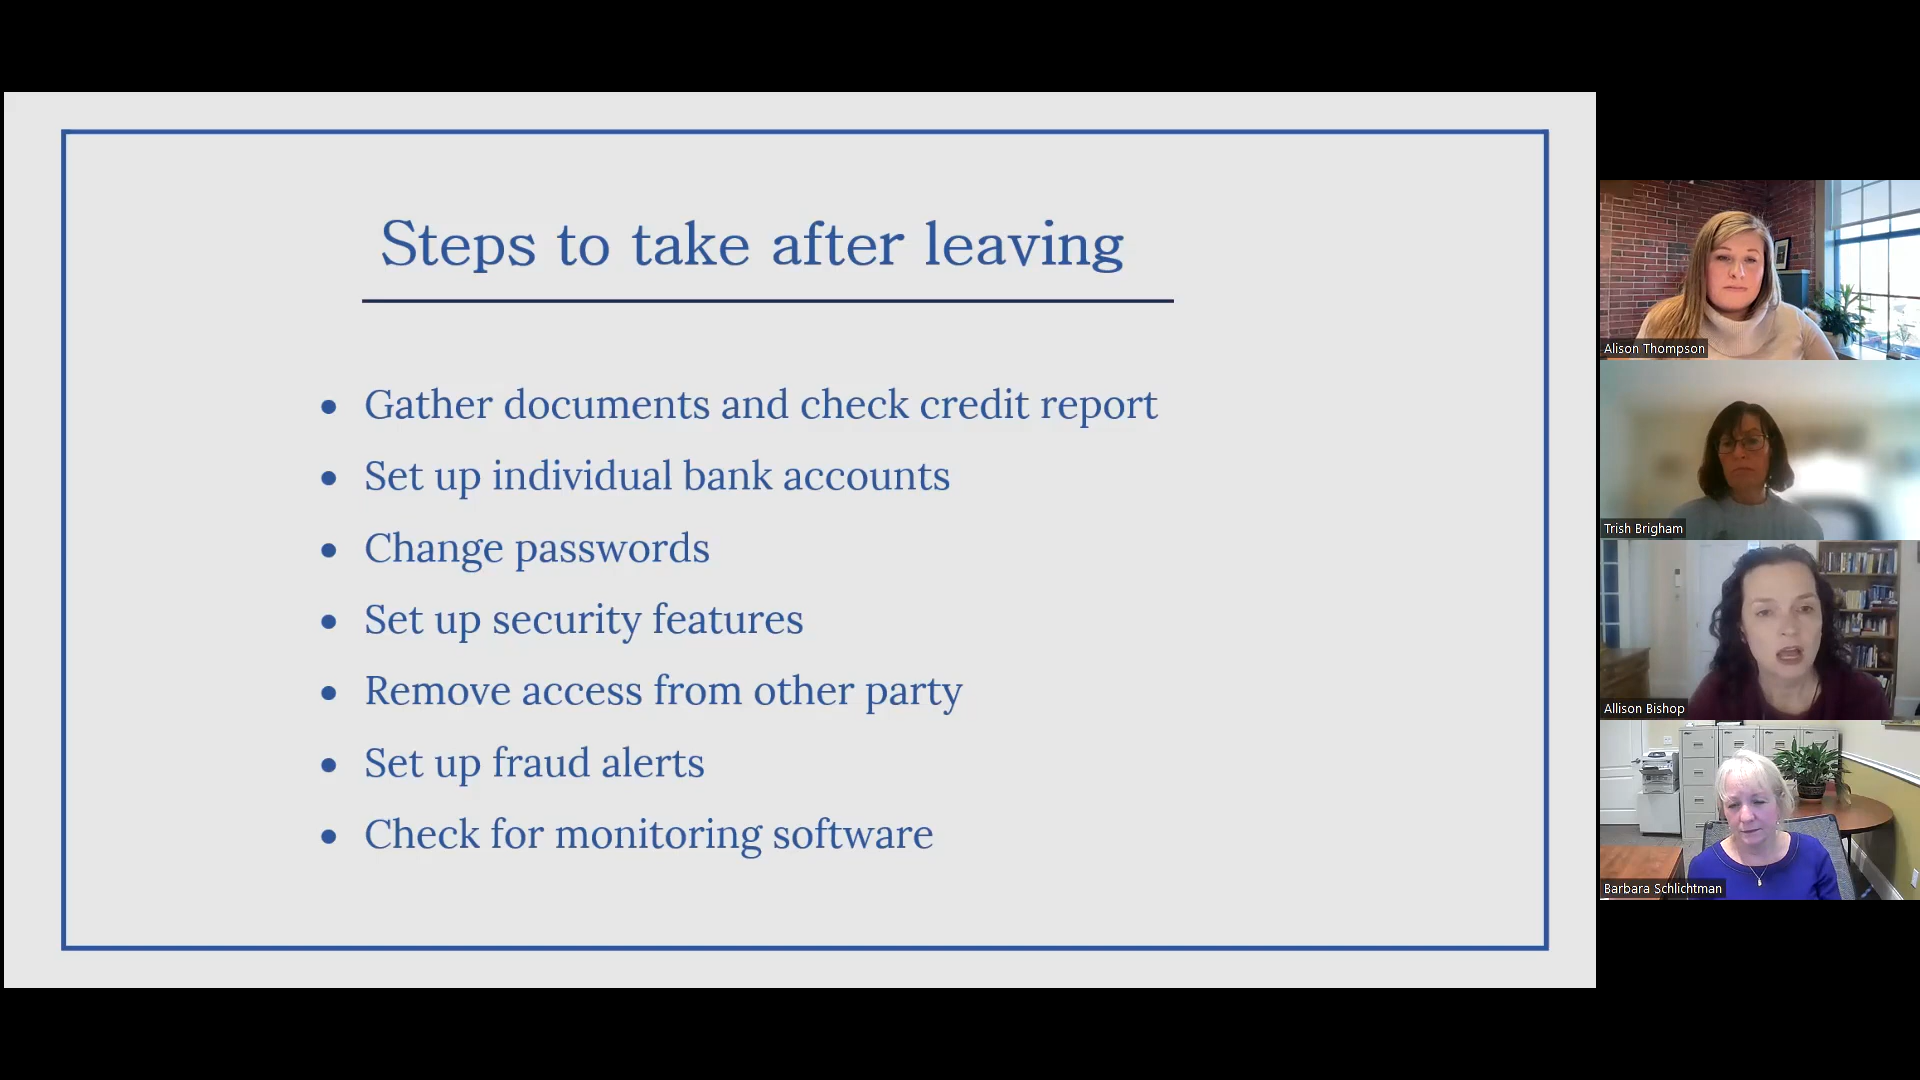 Steps to take after leaving
Gather documents and check credit report
Set up individual bank accounts
Change passwords
Set up security features
Remove access from other party
Set up fraud alerts
Check for monitoring software
Alison Thompson
Trish Brigham
Allison Bishop
Barbara Schlichtman